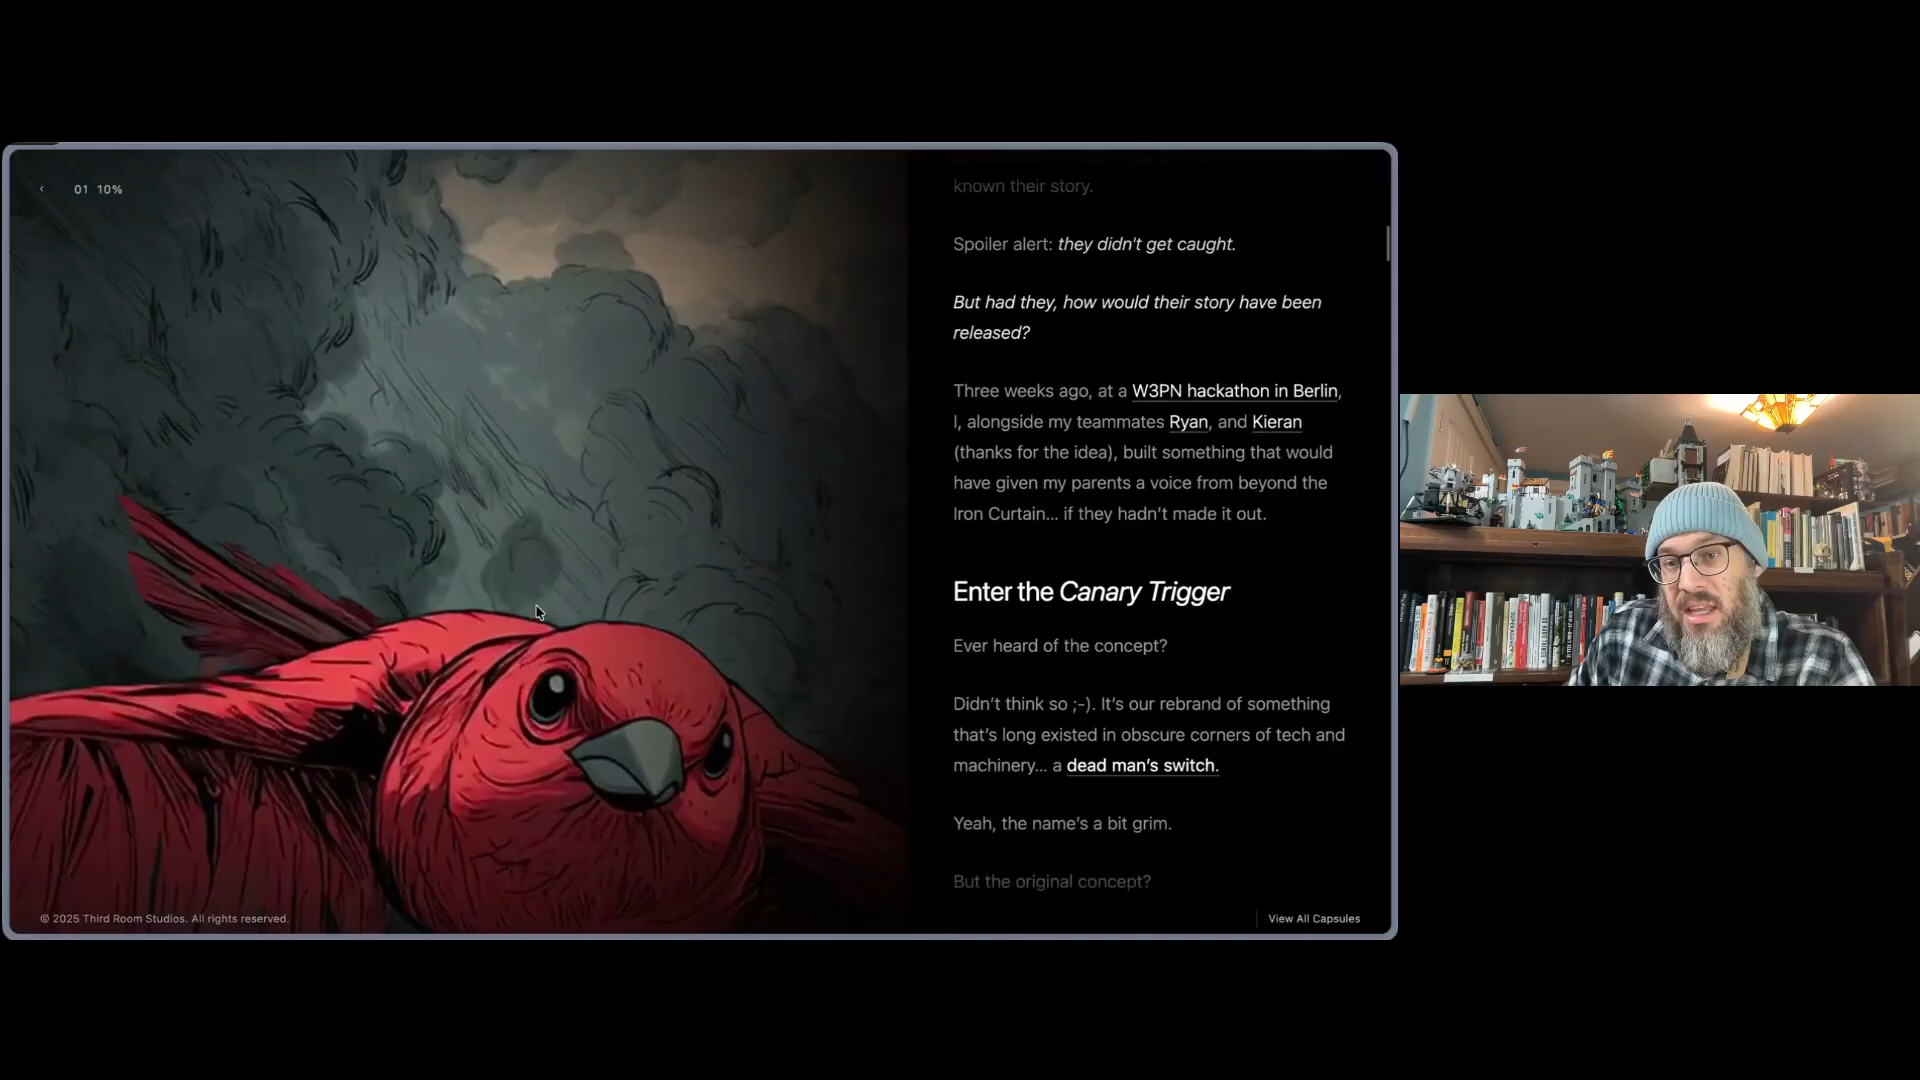 ‹ 01 10%
known their story.
Spoiler alert: they didn't get caught.
But had they, how would their story have been
released?
Three weeks ago, at a W3PN hackathon in Berlin,
I, alongside my teammates Ryan, and Kieran
(thanks for the idea), built something that would
have given my parents a voice from beyond the
Iron Curtain... if they hadn’t made it out.
Enter the Canary Trigger
Ever heard of the concept?
Didn’t think so ;-). It’s our rebrand of something
that’s long existed in obscure corners of tech and
machinery... a dead man’s switch.
Yeah, the name’s a bit grim.
But the original concept?
© 2025 Third Room Studios. All rights reserved.
View All Capsules